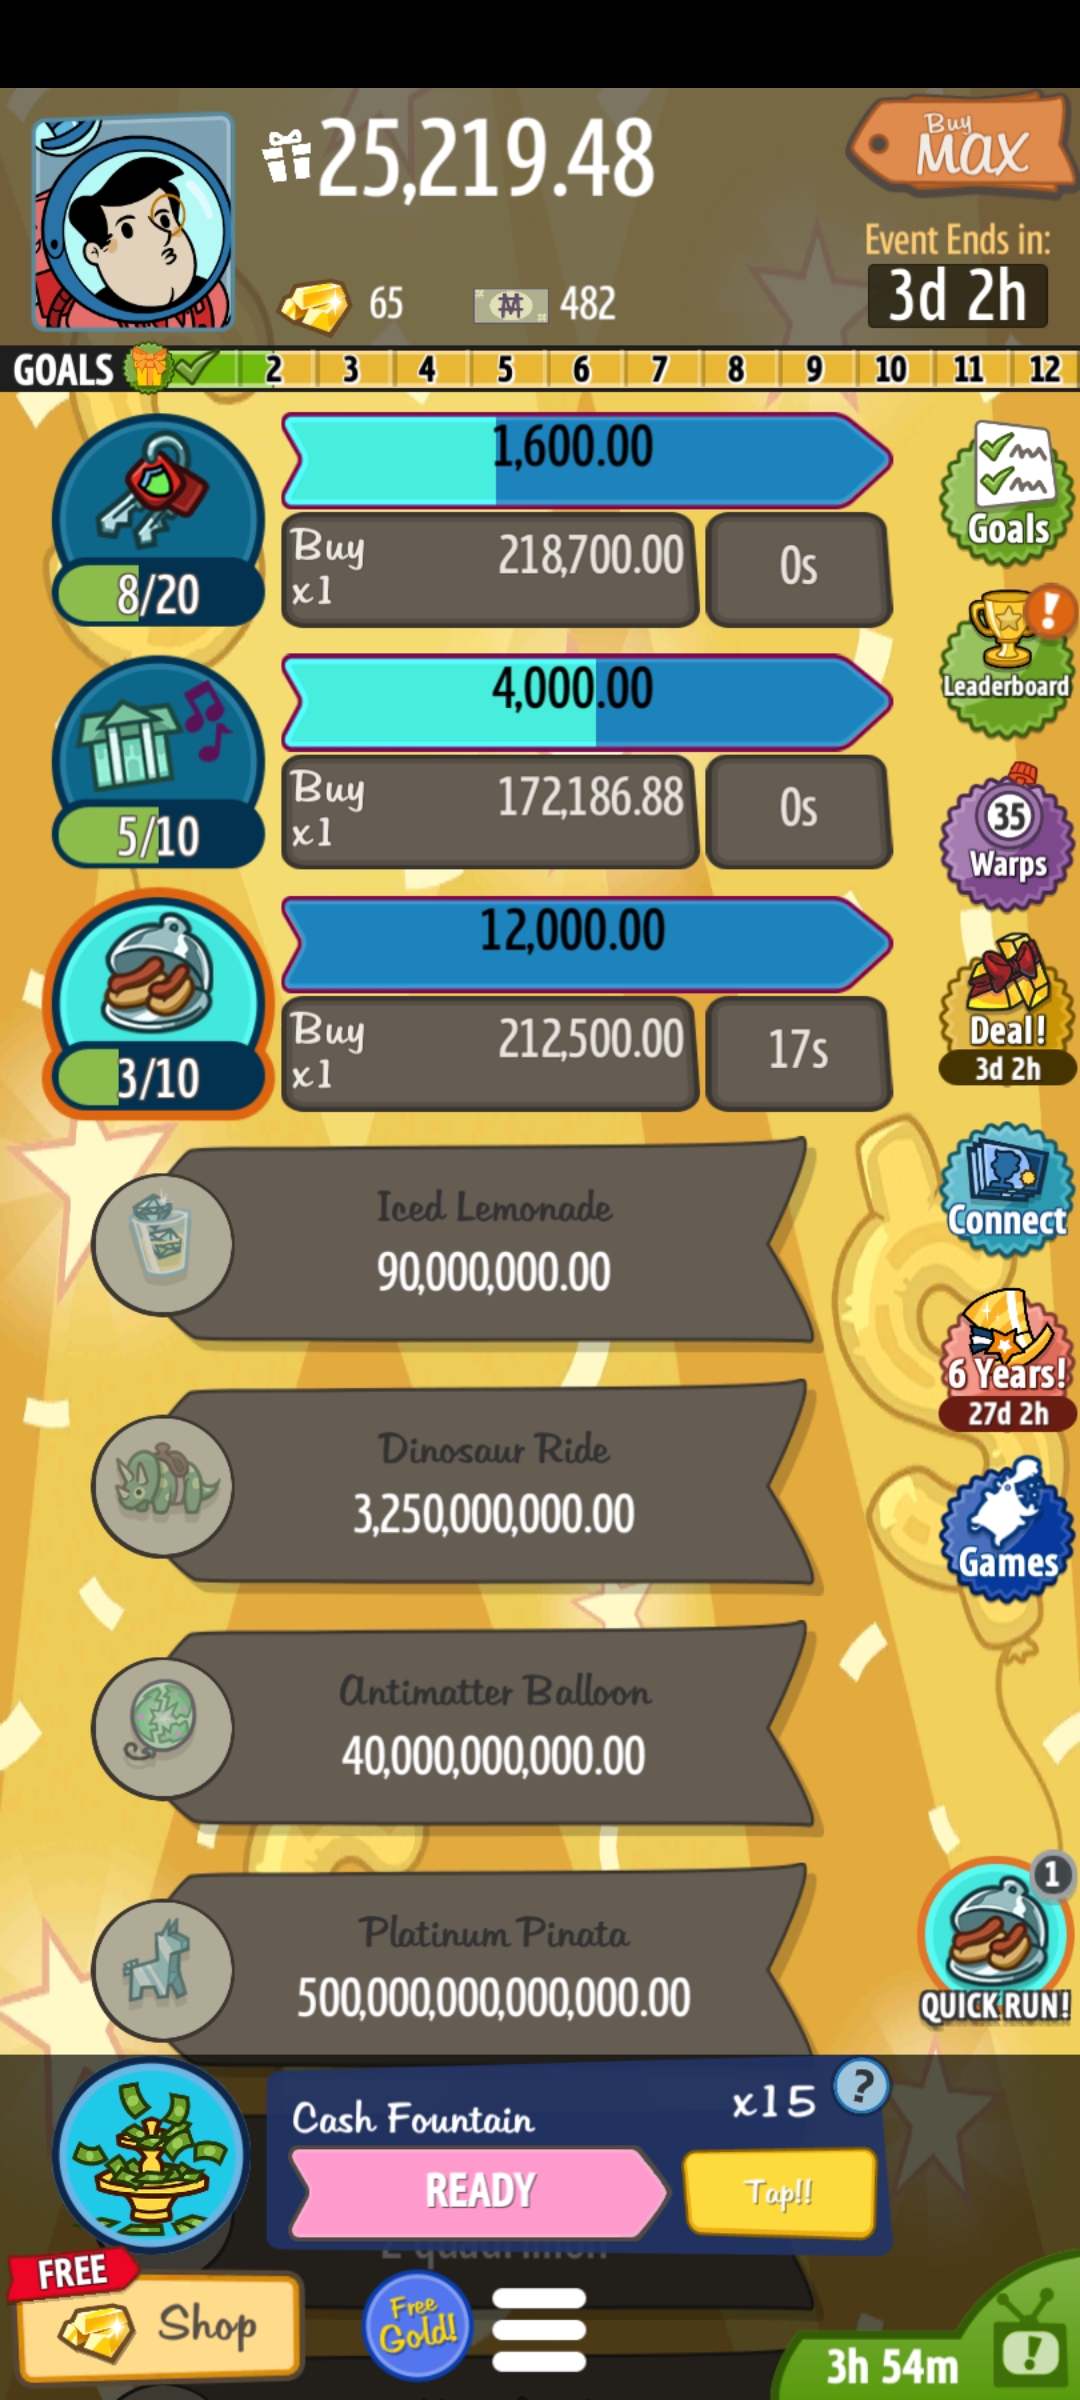 25,219.48
Buy
MAX
65
482
Event Ends in:
3d 2h
GOALS 2 3 4 5 6 7 8 9 10 11 12
1,600.00
8/20
Buy
x1
218,700.00
0s
Goals
4,000.00
5/10
Buy
x1
172,186.88
0s
!
Leaderboard
35
Warps
12,000.00
3/10
Buy
x1
212,500.00
17s
Deal!
3d 2h
Iced Lemonade
90,000,000.00
Connect
Dinosaur Ride
3,250,000,000.00
6 Years!
27d 2h
Games
Antimatter Balloon
40,000,000,000.00
Platinum Pinata
500,000,000,000,000.00
1
QUICK RUN!
Cash Fountain
x15
?
READY
Tap!!
FREE
Shop
Free
Gold!
3h 54m
!